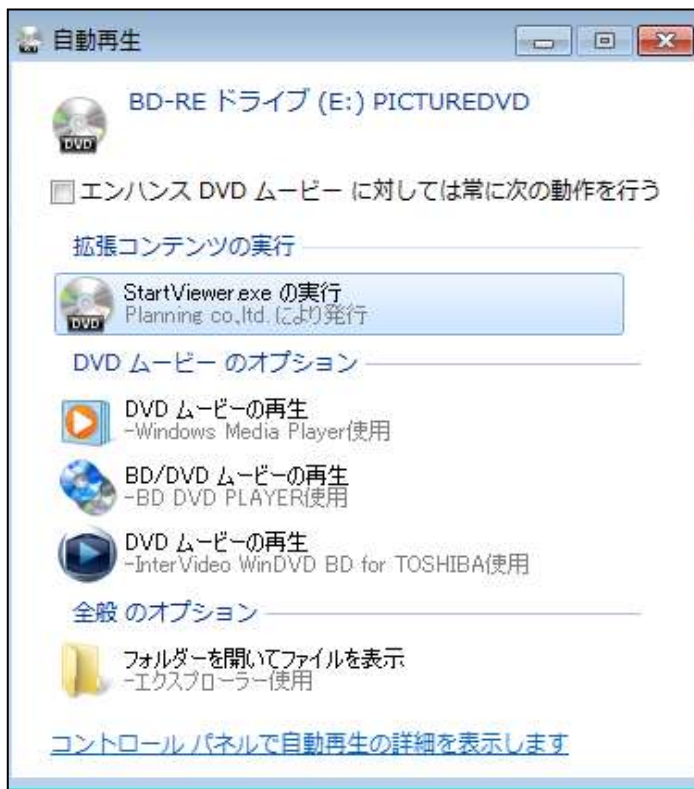 自動再生
BD-RE ドライブ (E:) PICTUREDVD
DVD
エンハンス DVD ムービー に対しては常に次の動作を行う
拡張コンテンツの実行
StartViewer.exe の実行
Planning co,ltd. により発行
DVD
DVD ムービー のオプション
DVD ムービーの再生
-Windows Media Player使用
BD/DVD ムービーの再生
-BD DVD PLAYER使用
DVD ムービーの再生
-InterVideo WinDVD BD for TOSHIBA使用
全般 のオプション
フォルダーを開いてファイルを表示
-エクスプローラー使用
コントロール パネルで自動再生の詳細を表示します